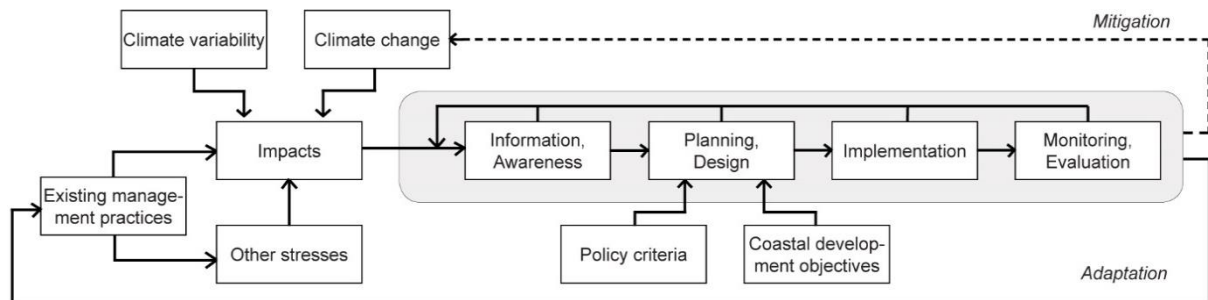 Mitigation
Climate variability
Climate change
Impacts
Information,
Awareness
Planning,
Design
Implementation
Monitoring,
Evaluation
Existing manage-
ment practices
Other stresses
Policy criteria
Coastal develop-
ment objectives
Adaptation